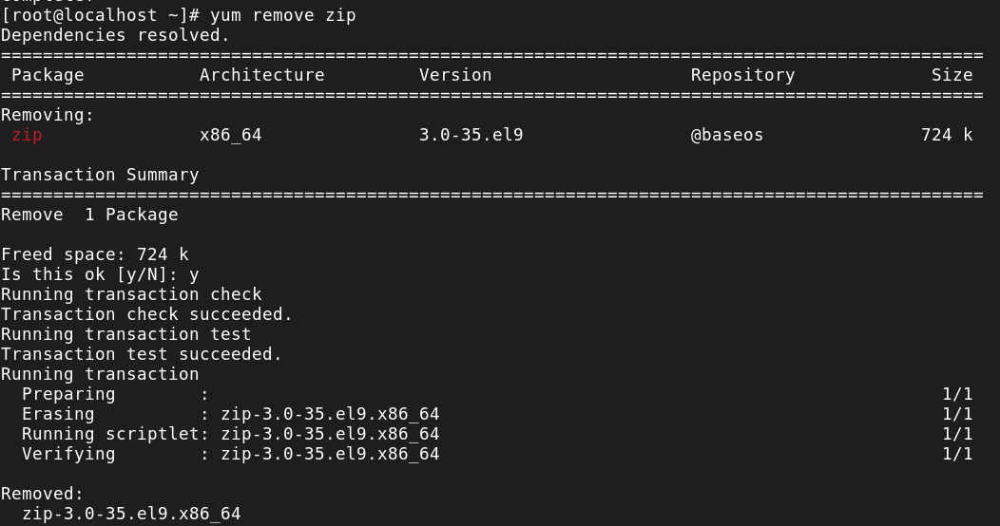 [root@localhost ~]# yum remove zip
Dependencies resolved.
==============================================================================================
Package Architecture Version Repository Size
==============================================================================================
Removing:
zip x86_64 3.0-35.el9 @baseos 724 k
Transaction Summary
==============================================================================================
Remove 1 Package
Freed space: 724 k
Is this ok [y/N]: y
Running transaction check
Transaction check succeeded.
Running transaction test
Transaction test succeeded.
Running transaction
Preparing : 1/1
Erasing : zip-3.0-35.el9.x86_64 1/1
Running scriptlet: zip-3.0-35.el9.x86_64 1/1
Verifying : zip-3.0-35.el9.x86_64 1/1
Removed:
zip-3.0-35.el9.x86_64